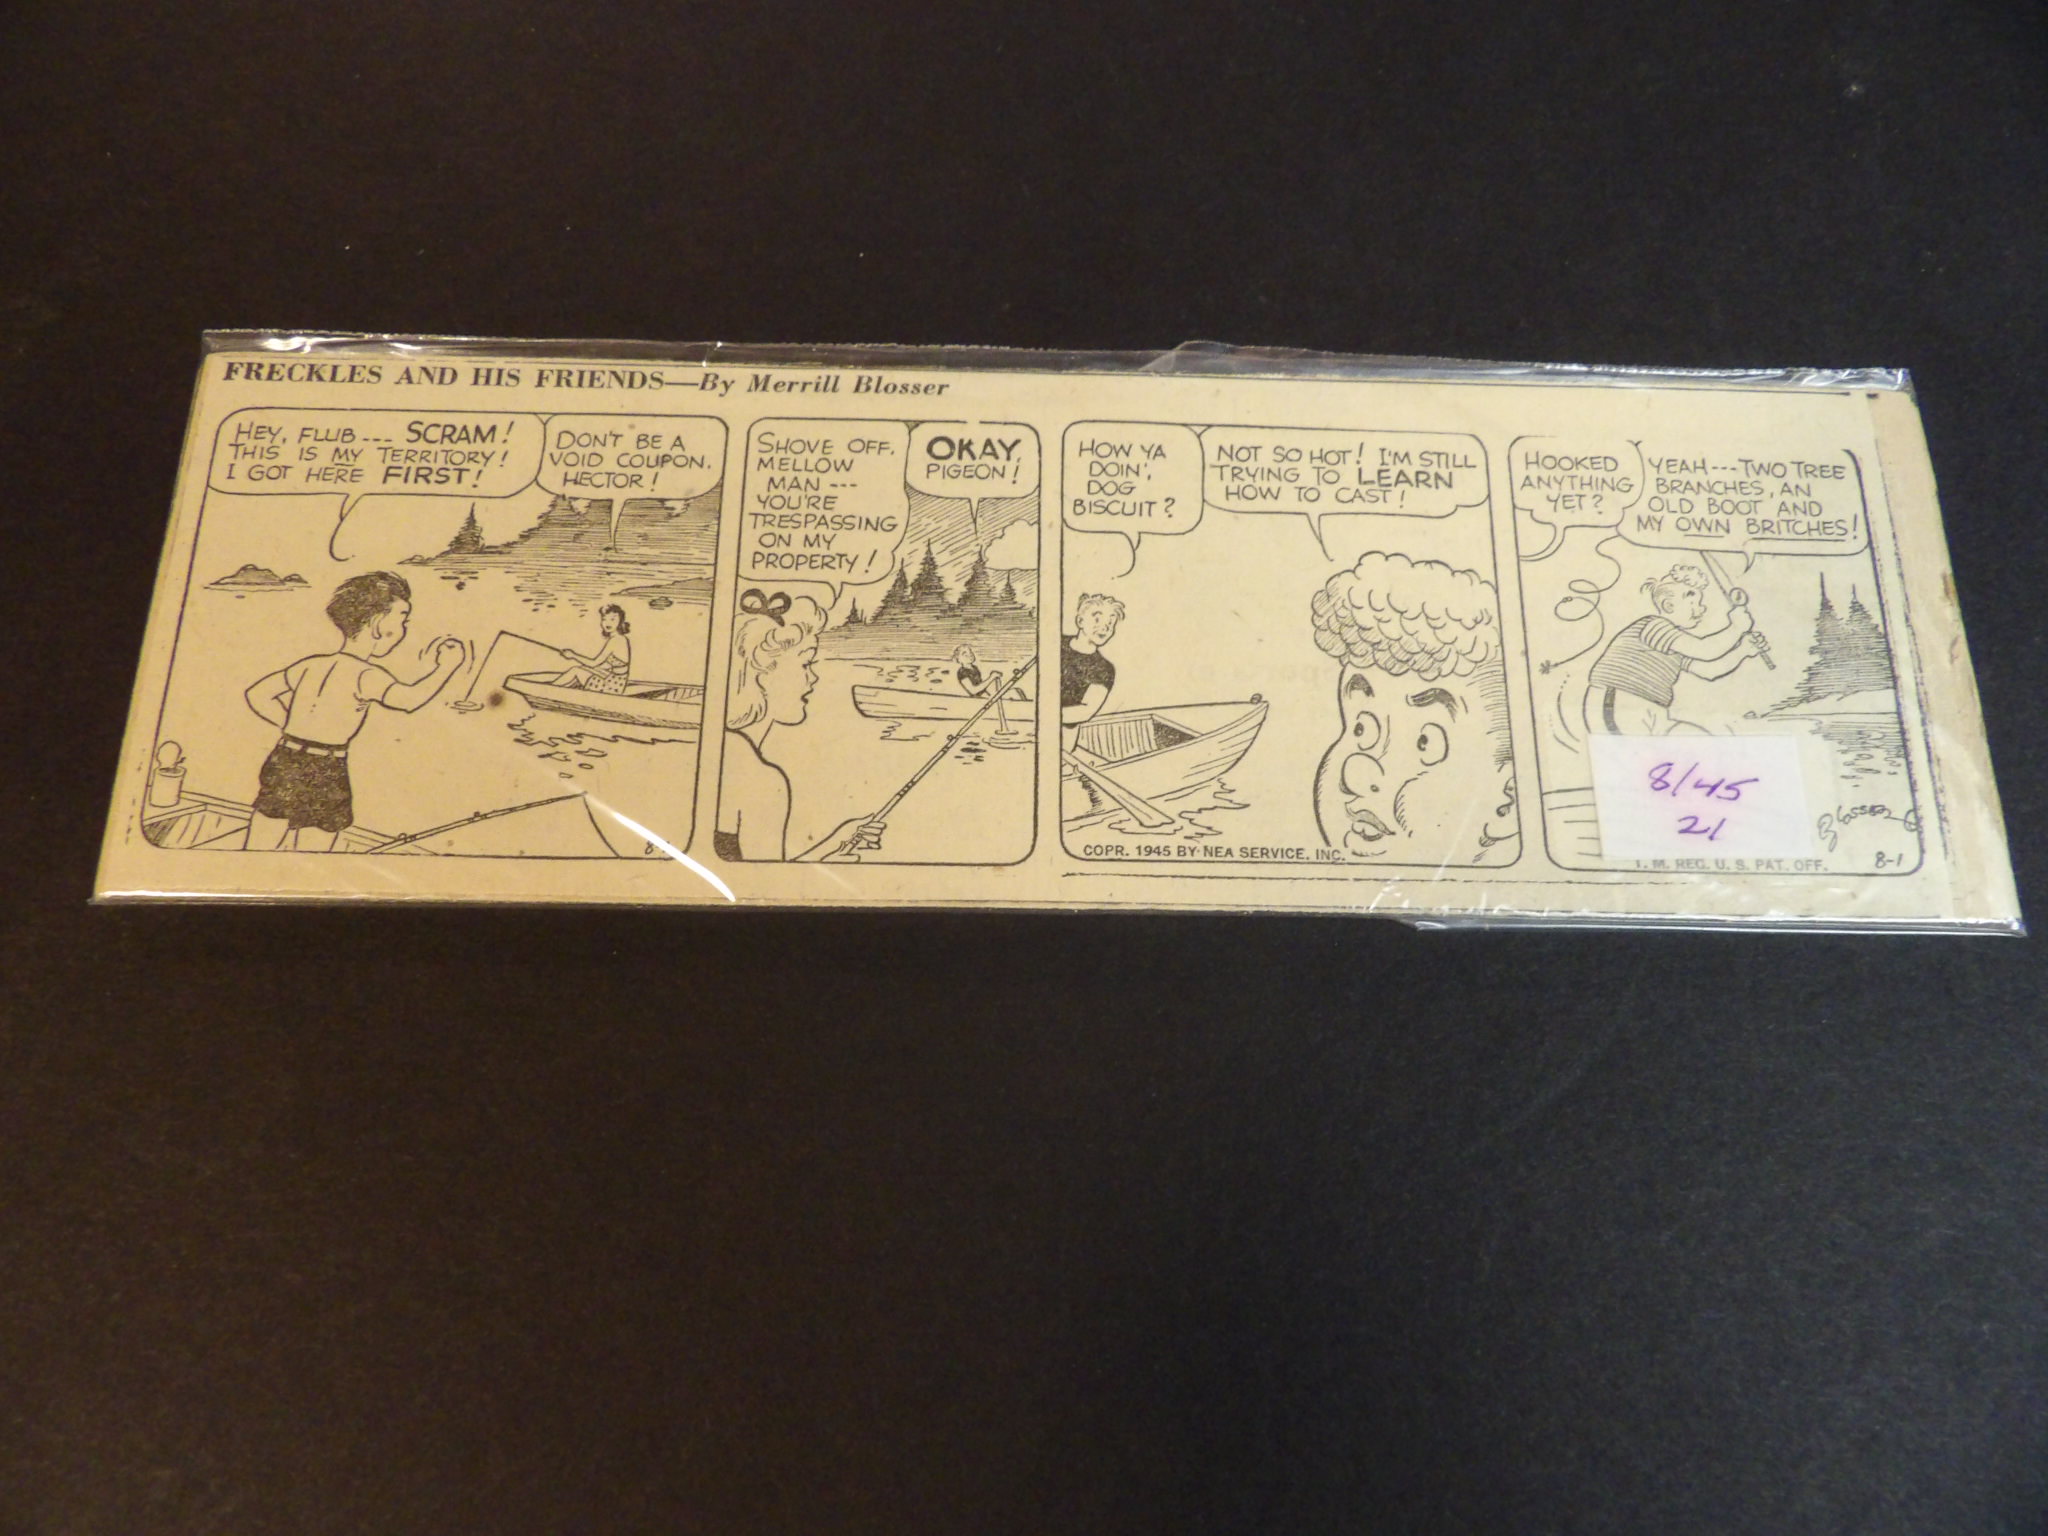 FRECKLES AND HIS FRIENDS—By Merrill Blosser
HEY, FLUB--- SCRAM!
THIS IS MY TERRITORY!
I GOT HERE FIRST!
DON'T BE A
VOID COUPON,
HECTOR!
SHOVE OFF,
MELLOW
MAN---
YOU'RE
TRESPASSING
ON MY
PROPERTY!
OKAY,
PIGEON!
HOW YA
DOIN',
DOG
BISCUIT?
NOT SO HOT! I'M STILL
TRYING TO LEARN
HOW TO CAST!
COPR. 1945 BY NEA SERVICE, INC.
HOOKED
ANYTHING
YET?
YEAH---TWO TREE
BRANCHES, AN
OLD BOOT AND
MY OWN BRITCHES!
8/45
21
Blosser
T. M. REG. U. S. PAT. OFF.
8-1